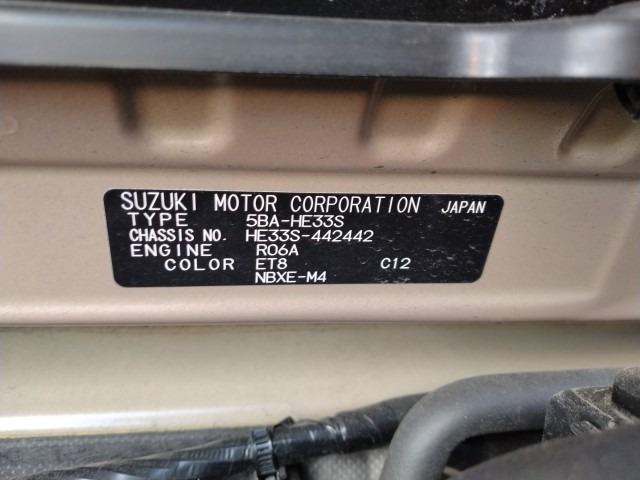 SUZUKI MOTOR CORPORATION JAPAN
TYPE 5BA-HE33S
CHASSIS NO. HE33S-442442
ENGINE R06A
COLOR ET8 C12
NBXE-M4